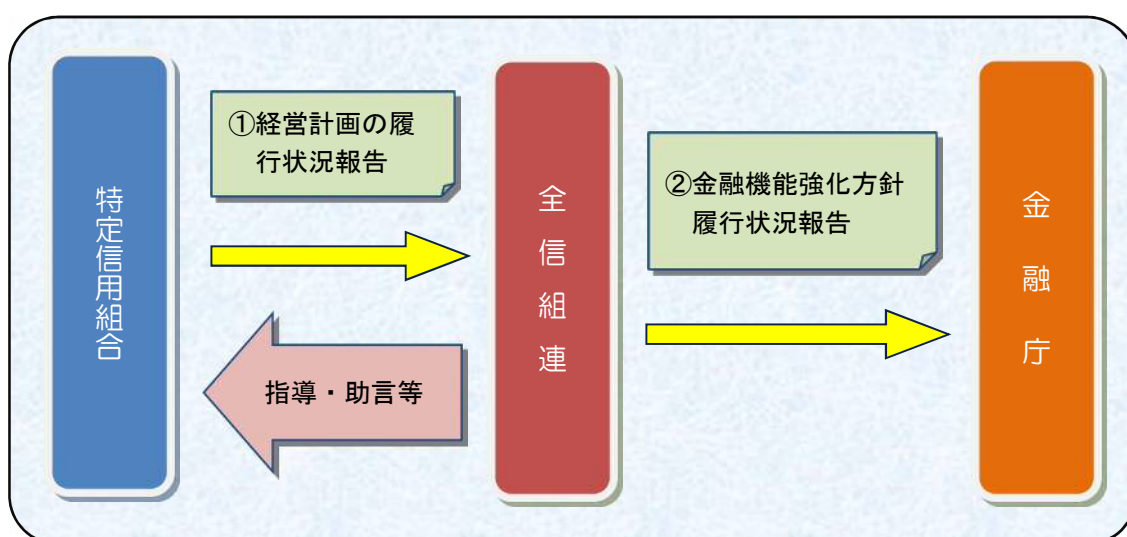 特定信用組合
①経営計画の履
行状況報告
指導・助言等
全信組連
②金融機能強化方針
履行状況報告
金融庁